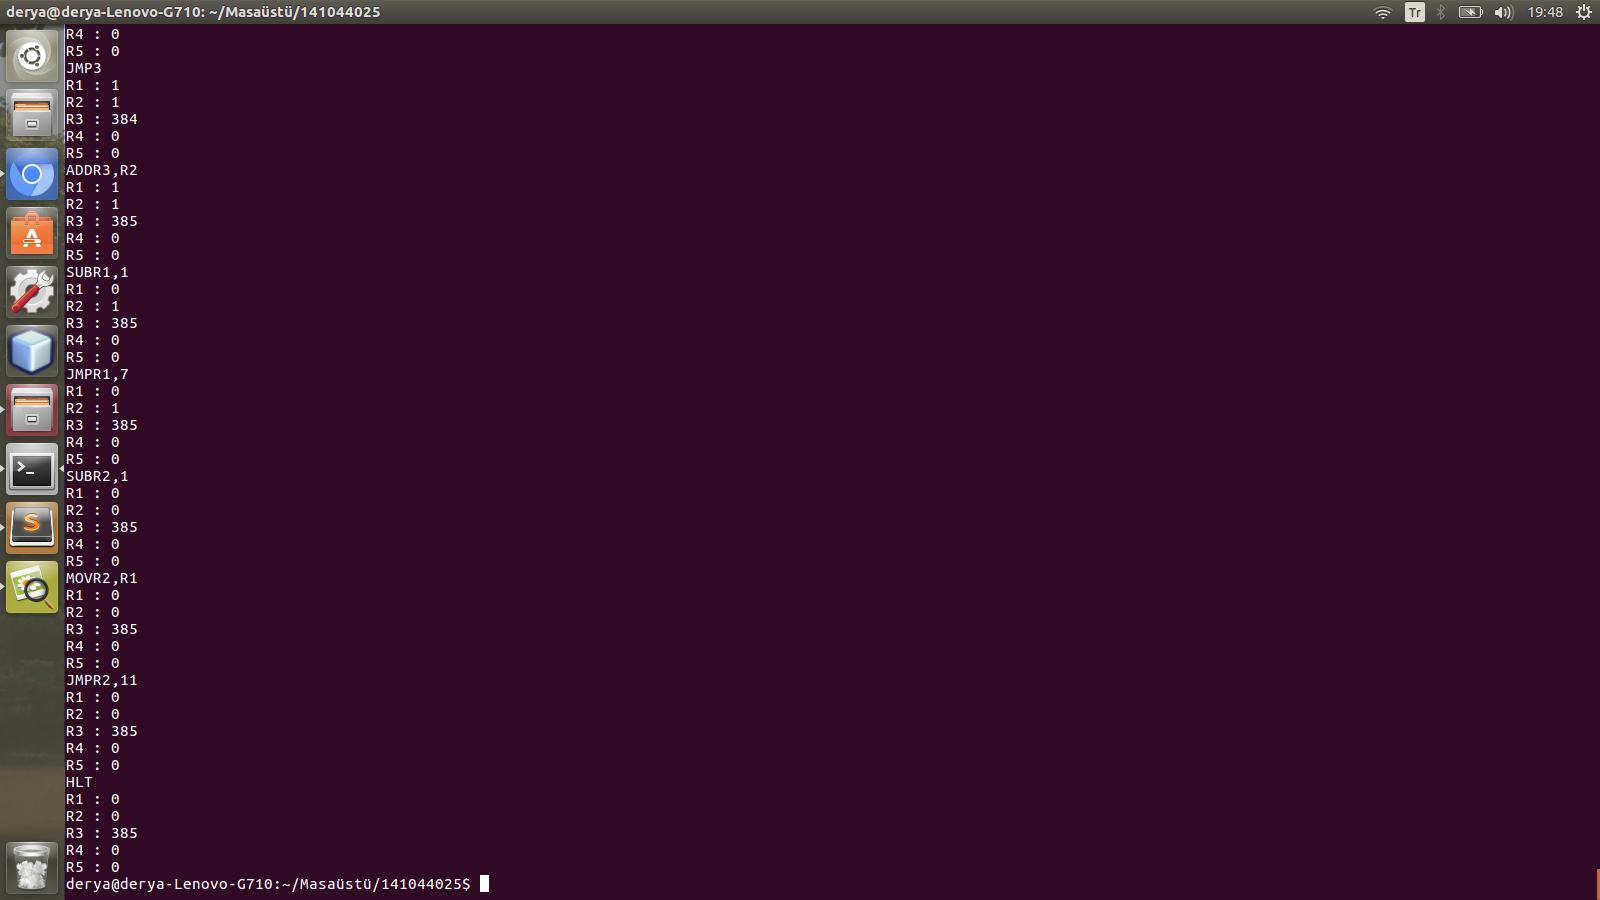 derya@derya-Lenovo-G710: ~/Masaüstü/141044025
Tr
19:48
R4 : 0
R5 : 0
JMP3
R1 : 1
R2 : 1
R3 : 384
R4 : 0
R5 : 0
ADDR3,R2
R1 : 1
R2 : 1
R3 : 385
R4 : 0
R5 : 0
SUBR1,1
R1 : 0
R2 : 1
R3 : 385
R4 : 0
R5 : 0
JMPR1,7
R1 : 0
R2 : 1
R3 : 385
R4 : 0
R5 : 0
SUBR2,1
R1 : 0
R2 : 0
R3 : 385
R4 : 0
R5 : 0
MOVR2,R1
R1 : 0
R2 : 0
R3 : 385
R4 : 0
R5 : 0
JMPR2,11
R1 : 0
R2 : 0
R3 : 385
R4 : 0
R5 : 0
HLT
R1 : 0
R2 : 0
R3 : 385
R4 : 0
R5 : 0
derya@derya-Lenovo-G710:~/Masaüstü/141044025$